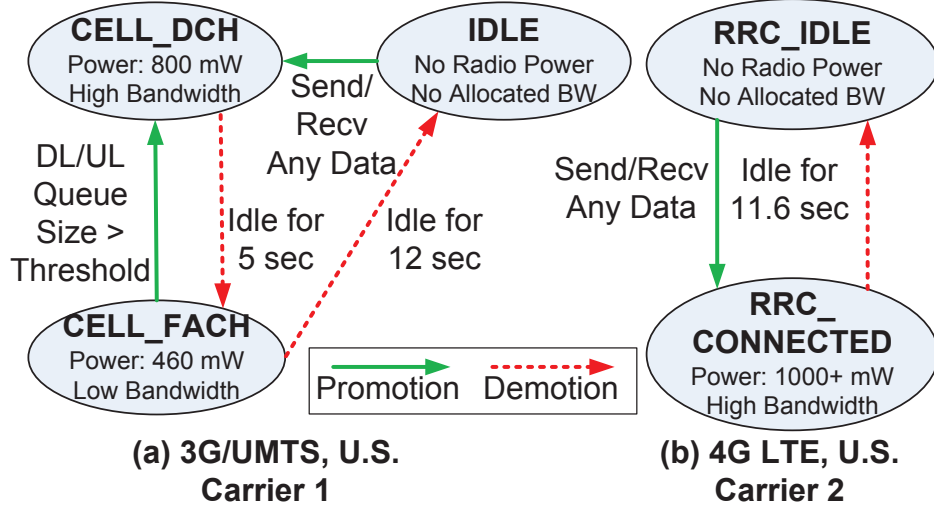 CELL_DCH
Power: 800 mW
High Bandwidth
IDLE
No Radio Power
No Allocated BW
Send/
Recv
Any Data
DL/UL
Queue
Size >
Threshold
Idle for
5 sec
Idle for
12 sec
CELL_FACH
Power: 460 mW
Low Bandwidth
RRC_IDLE
No Radio Power
No Allocated BW
Send/Recv
Any Data
Idle for
11.6 sec
RRC_
CONNECTED
Power: 1000+ mW
High Bandwidth
Promotion
Demotion
(a) 3G/UMTS, U.S.
Carrier 1
(b) 4G LTE, U.S.
Carrier 2